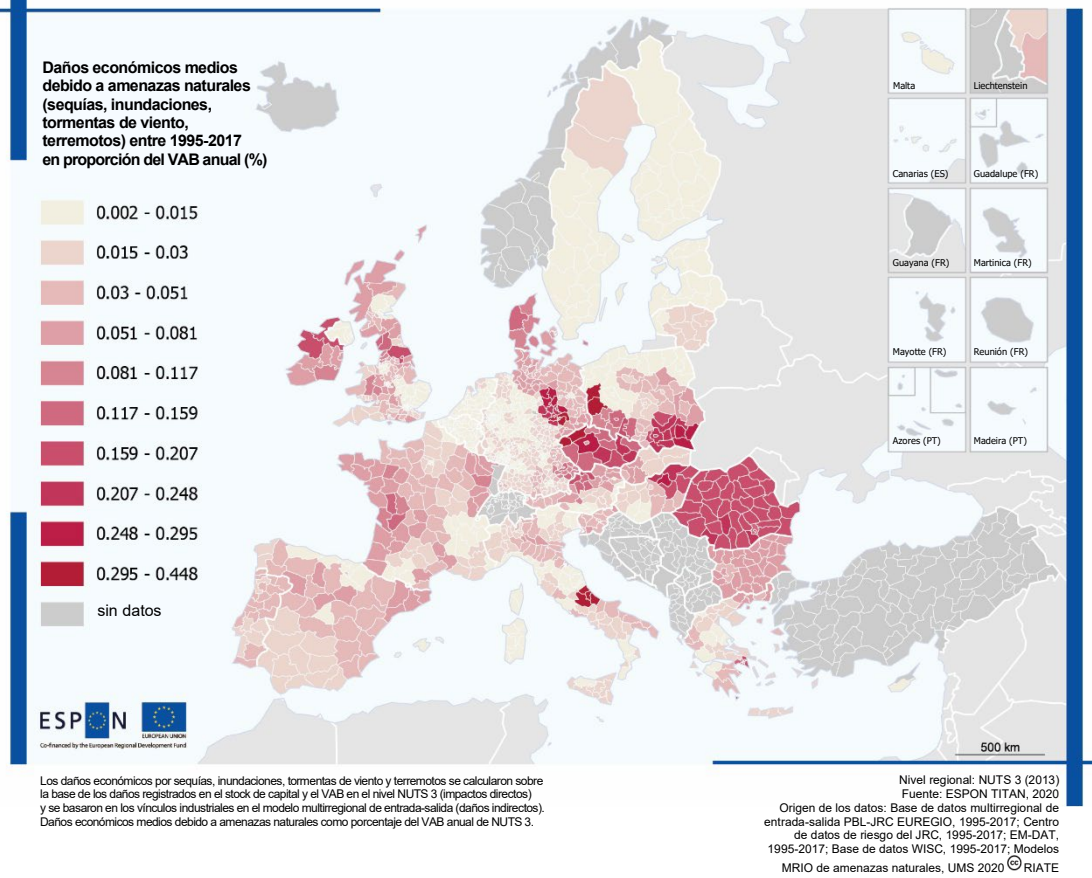 Daños económicos medios
debido a amenazas naturales
(sequías, inundaciones,
tormentas de viento,
terremotos) entre 1995-2017
en proporción del VAB anual (%)
0.002 - 0.015
0.015 - 0.03
0.03 - 0.051
0.051 - 0.081
0.081 - 0.117
0.117 - 0.159
0.159 - 0.207
0.207 - 0.248
0.248 - 0.295
0.295 - 0.448
sin datos
Malta
Liechtenstein
Canarias (ES)
Guadalupe (FR)
Guayana (FR)
Martinica (FR)
Mayotte (FR)
Reunión (FR)
Azores (PT)
Madeira (PT)
500 km
ESPON
EUROPEAN UNION
Co-financed by the European Regional Development Fund
Los daños económicos por sequías, inundaciones, tormentas de viento y terremotos se calcularon sobre
la base de los daños registrados en el stock de capital y el VAB en el nivel NUTS 3 (impactos directos)
y se basaron en los vínculos industriales en el modelo multirregional de entrada-salida (daños indirectos).
Daños económicos medios debido a amenazas naturales como porcentaje del VAB anual de NUTS 3.
Nivel regional: NUTS 3 (2013)
Fuente: ESPON TITAN, 2020
Origen de los datos: Base de datos multirregional de
entrada-salida PBL-JRC EUREGIO, 1995-2017; Centro
de datos de riesgo del JRC, 1995-2017; EM-DAT,
1995-2017; Base de datos WISC, 1995-2017; Modelos
MRIO de amenazas naturales, UMS 2020 cc RIATE